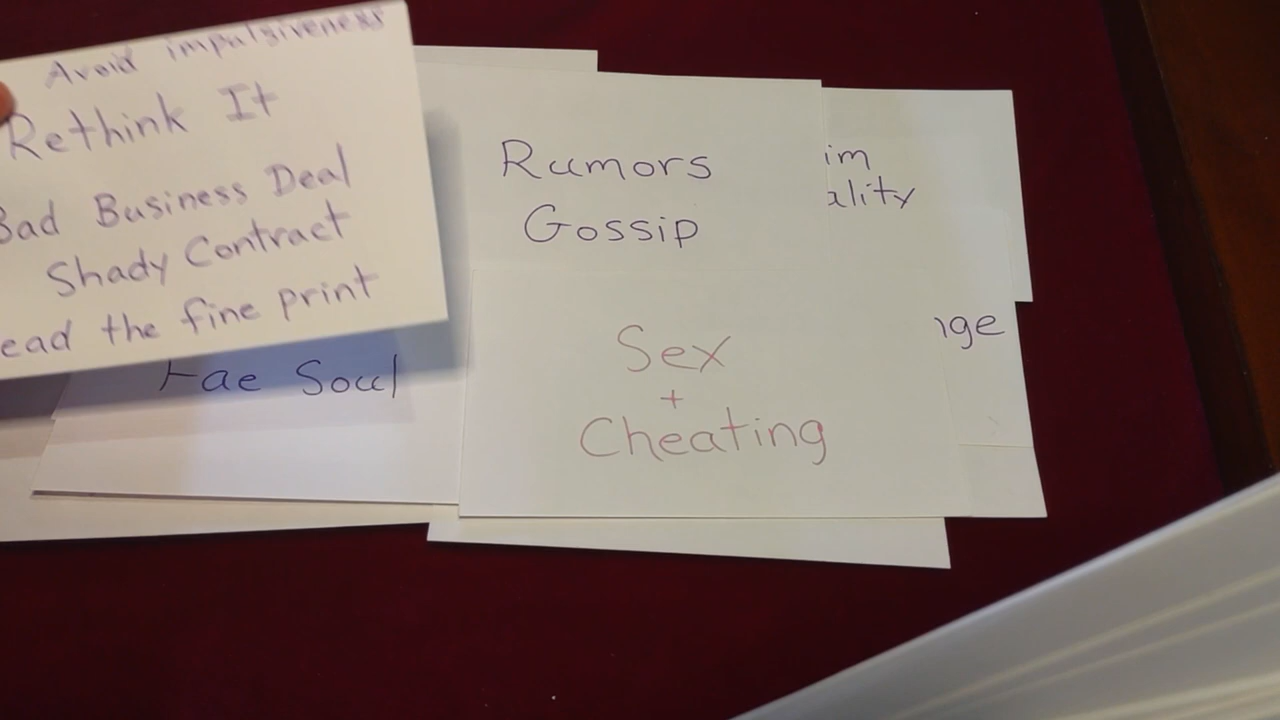 Avoid impulsiveness
Rethink It
Bad Business Deal
Shady Contract
ead the fine print
Rumors
Gossip
im
ality
Fae Soul
Sex
+
Cheating
nge